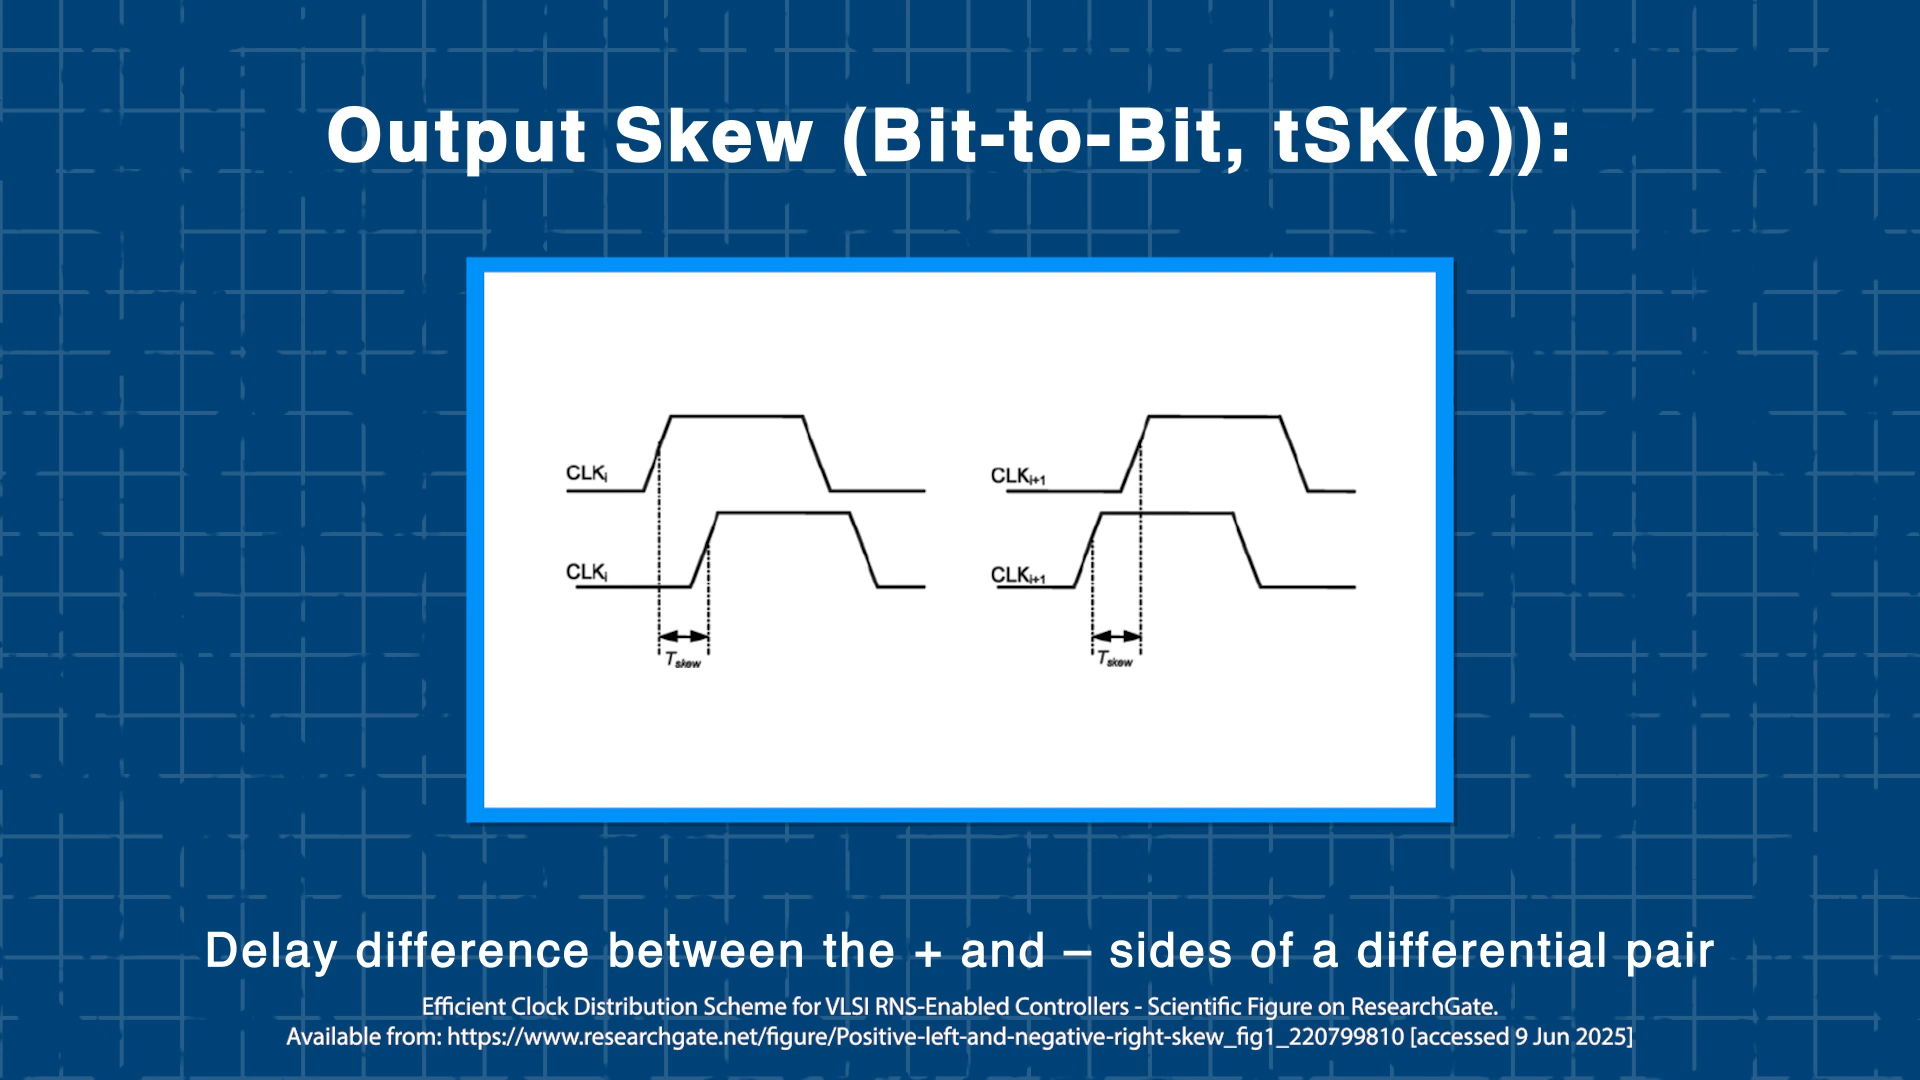 Output Skew (Bit-to-Bit, tSK(b)):
CLKi
CLKi+1
CLKi
CLKi+1
Tskew
Tskew
Delay difference between the + and – sides of a differential pair
Efficient Clock Distribution Scheme for VLSI RNS-Enabled Controllers - Scientific Figure on ResearchGate.
Available from: https://www.researchgate.net/figure/Positive-left-and-negative-right-skew_fig1_220799810 [accessed 9 Jun 2025]